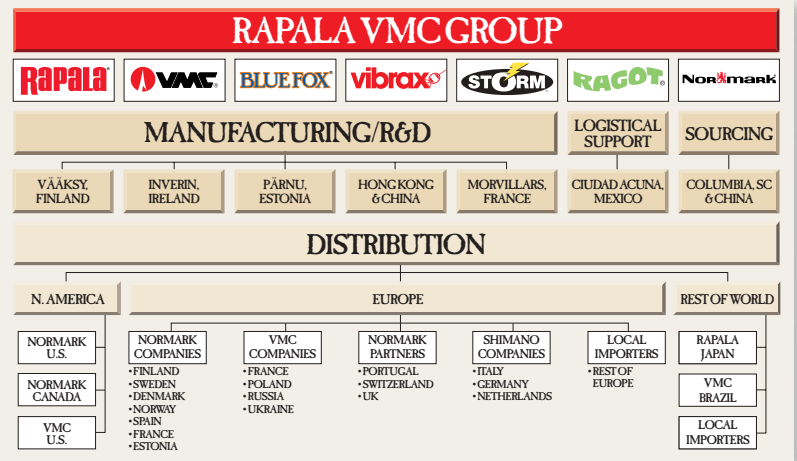 RAPALA VMC GROUP
Rapala
VMC
BLUE FOX
vibrax
STORM
RAGOT
Normark
MANUFACTURING/R&D
LOGISTICAL
SUPPORT
SOURCING
VÄÄKSY,
FINLAND
INVERIN,
IRELAND
PÄRNU,
ESTONIA
HONG KONG
& CHINA
MORVILLARS,
FRANCE
CIUDAD ACUNA,
MEXICO
COLUMBIA, SC
& CHINA
DISTRIBUTION
N. AMERICA
EUROPE
REST OF WORLD
NORMARK
U.S.
NORMARK
CANADA
VMC
U.S.
NORMARK
COMPANIES
• FINLAND
• SWEDEN
• DENMARK
• NORWAY
• SPAIN
• FRANCE
• ESTONIA
VMC
COMPANIES
• FRANCE
• POLAND
• RUSSIA
• UKRAINE
NORMARK
PARTNERS
• PORTUGAL
• SWITZERLAND
• UK
SHIMANO
COMPANIES
• ITALY
• GERMANY
• NETHERLANDS
LOCAL
IMPORTERS
• REST OF
EUROPE
RAPALA
JAPAN
VMC
BRAZIL
LOCAL
IMPORTERS